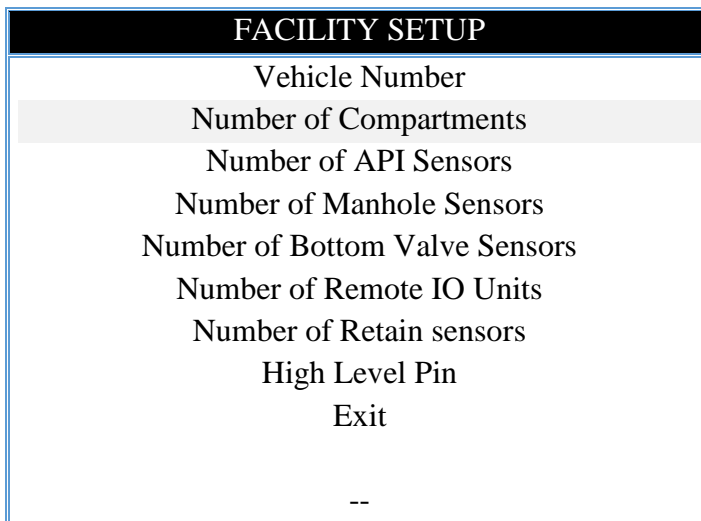 FACILITY SETUP
Vehicle Number
Number of Compartments
Number of API Sensors
Number of Manhole Sensors
Number of Bottom Valve Sensors
Number of Remote IO Units
Number of Retain sensors
High Level Pin
Exit
--